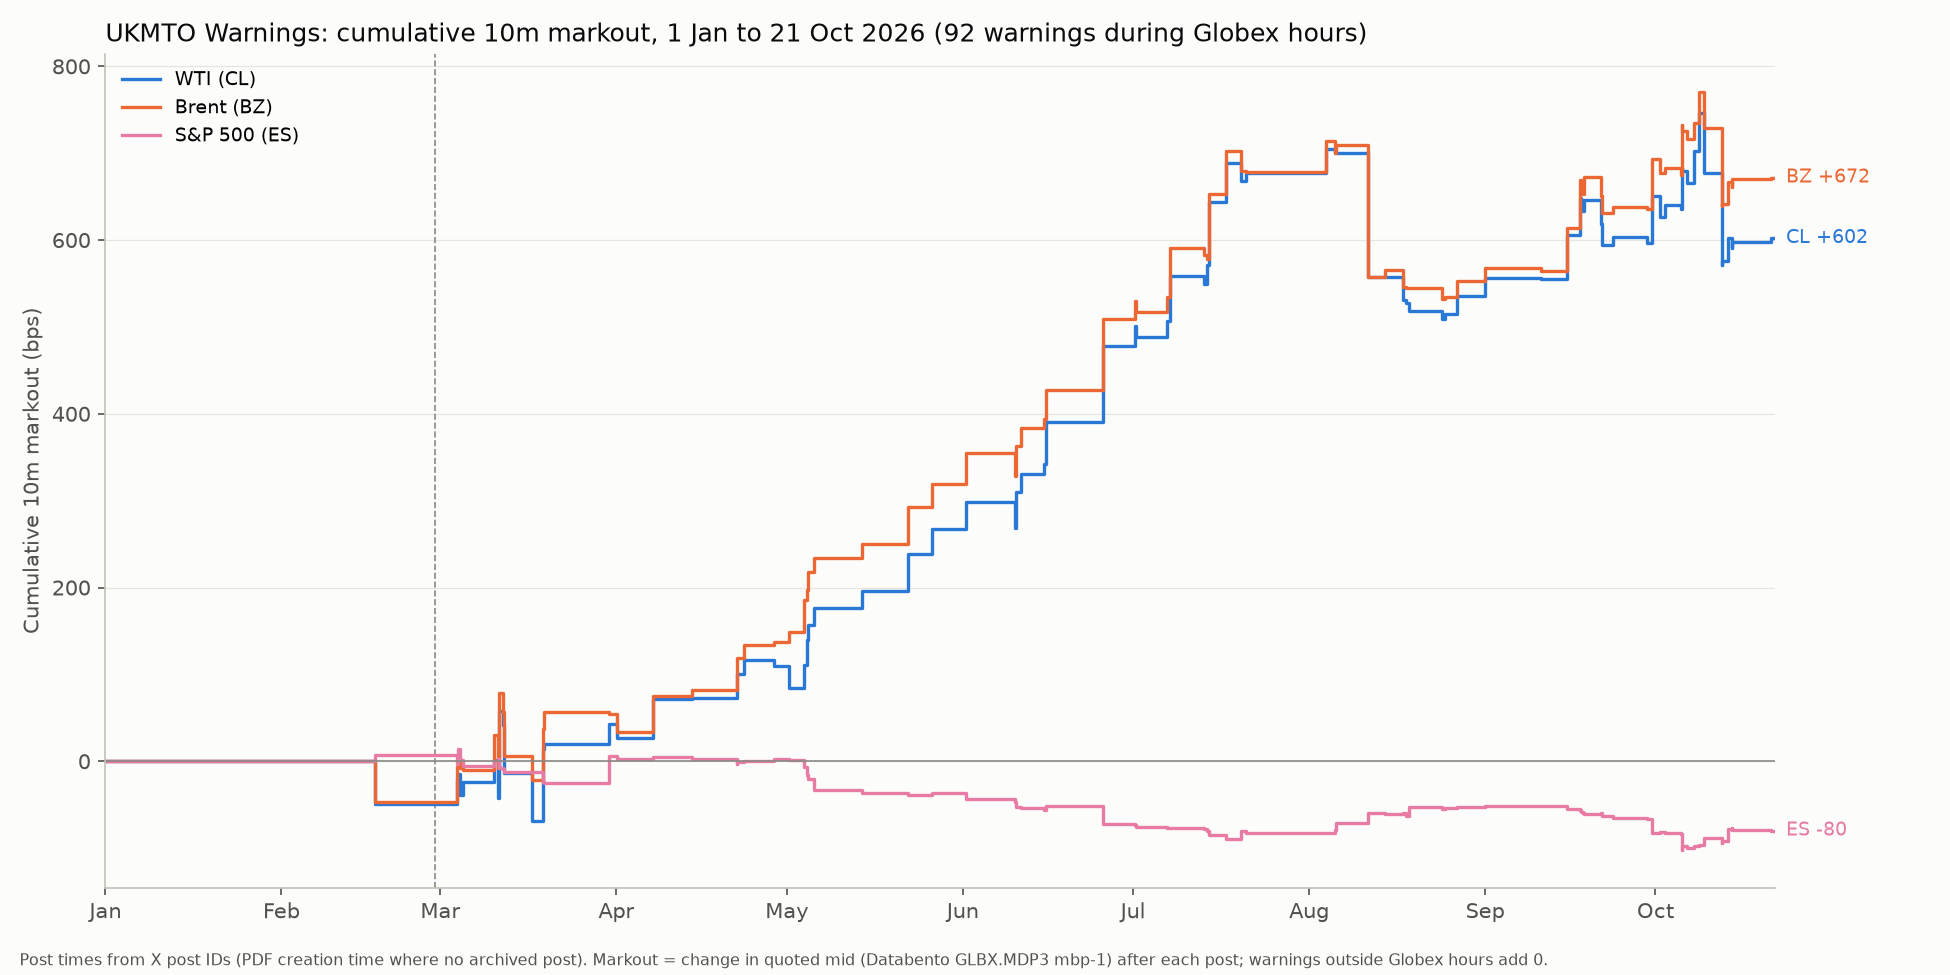 UKMTO Warnings: cumulative 10m markout, 1 Jan to 21 Oct 2026 (92 warnings during Globex hours)
WTI (CL)
Brent (BZ)
S&P 500 (ES)
Cumulative 10m markout (bps)
800
600
400
200
0
BZ +672
CL +602
ES -80
Jan
Feb
Mar
Apr
May
Jun
Jul
Aug
Sep
Oct
Post times from X post IDs (PDF creation time where no archived post). Markout = change in quoted mid (Databento GLBX.MDP3 mbp-1) after each post; warnings outside Globex hours add 0.